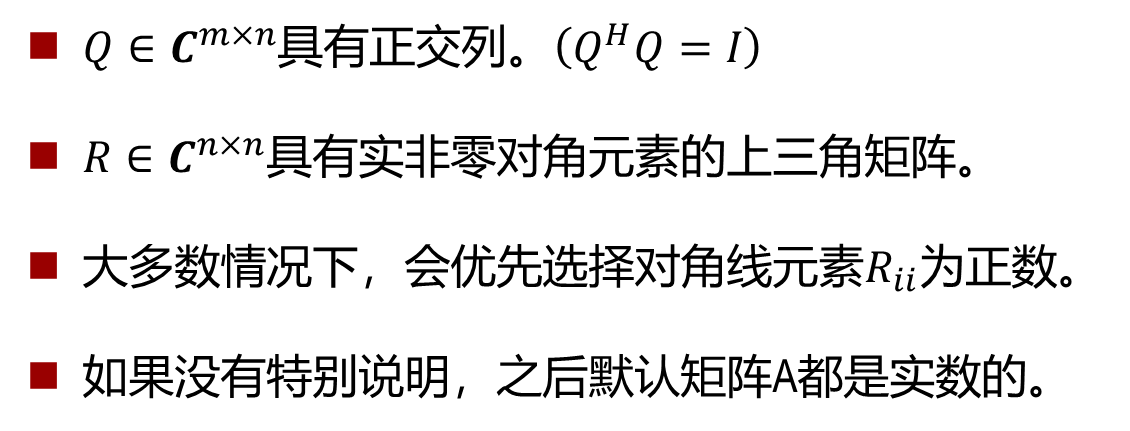 Q ∈ C^{m×n}具有正交列。(Q^H Q = I)
R ∈ C^{n×n}具有实非零对角元素的上三角矩阵。
大多数情况下，会优先选择对角线元素R_{ii}为正数。
如果没有特别说明，之后默认矩阵A都是实数的。